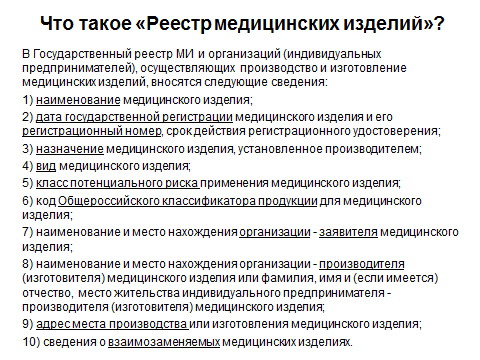 Что такое «Реестр медицинских изделий»?
В Государственный реестр МИ и организаций (индивидуальных
предпринимателей), осуществляющих производство и изготовление
медицинских изделий, вносятся следующие сведения:
1) наименование медицинского изделия;
2) дата государственной регистрации медицинского изделия и его
регистрационный номер, срок действия регистрационного удостоверения;
3) назначение медицинского изделия, установленное производителем;
4) вид медицинского изделия;
5) класс потенциального риска применения медицинского изделия;
6) код Общероссийского классификатора продукции для медицинского
изделия;
7) наименование и место нахождения организации - заявителя медицинского
изделия;
8) наименование и место нахождения организации - производителя
(изготовителя) медицинского изделия или фамилия, имя и (если имеется)
отчество, место жительства индивидуального предпринимателя -
производителя (изготовителя) медицинского изделия;
9) адрес места производства или изготовления медицинского изделия;
10) сведения о взаимозаменяемых медицинских изделиях.